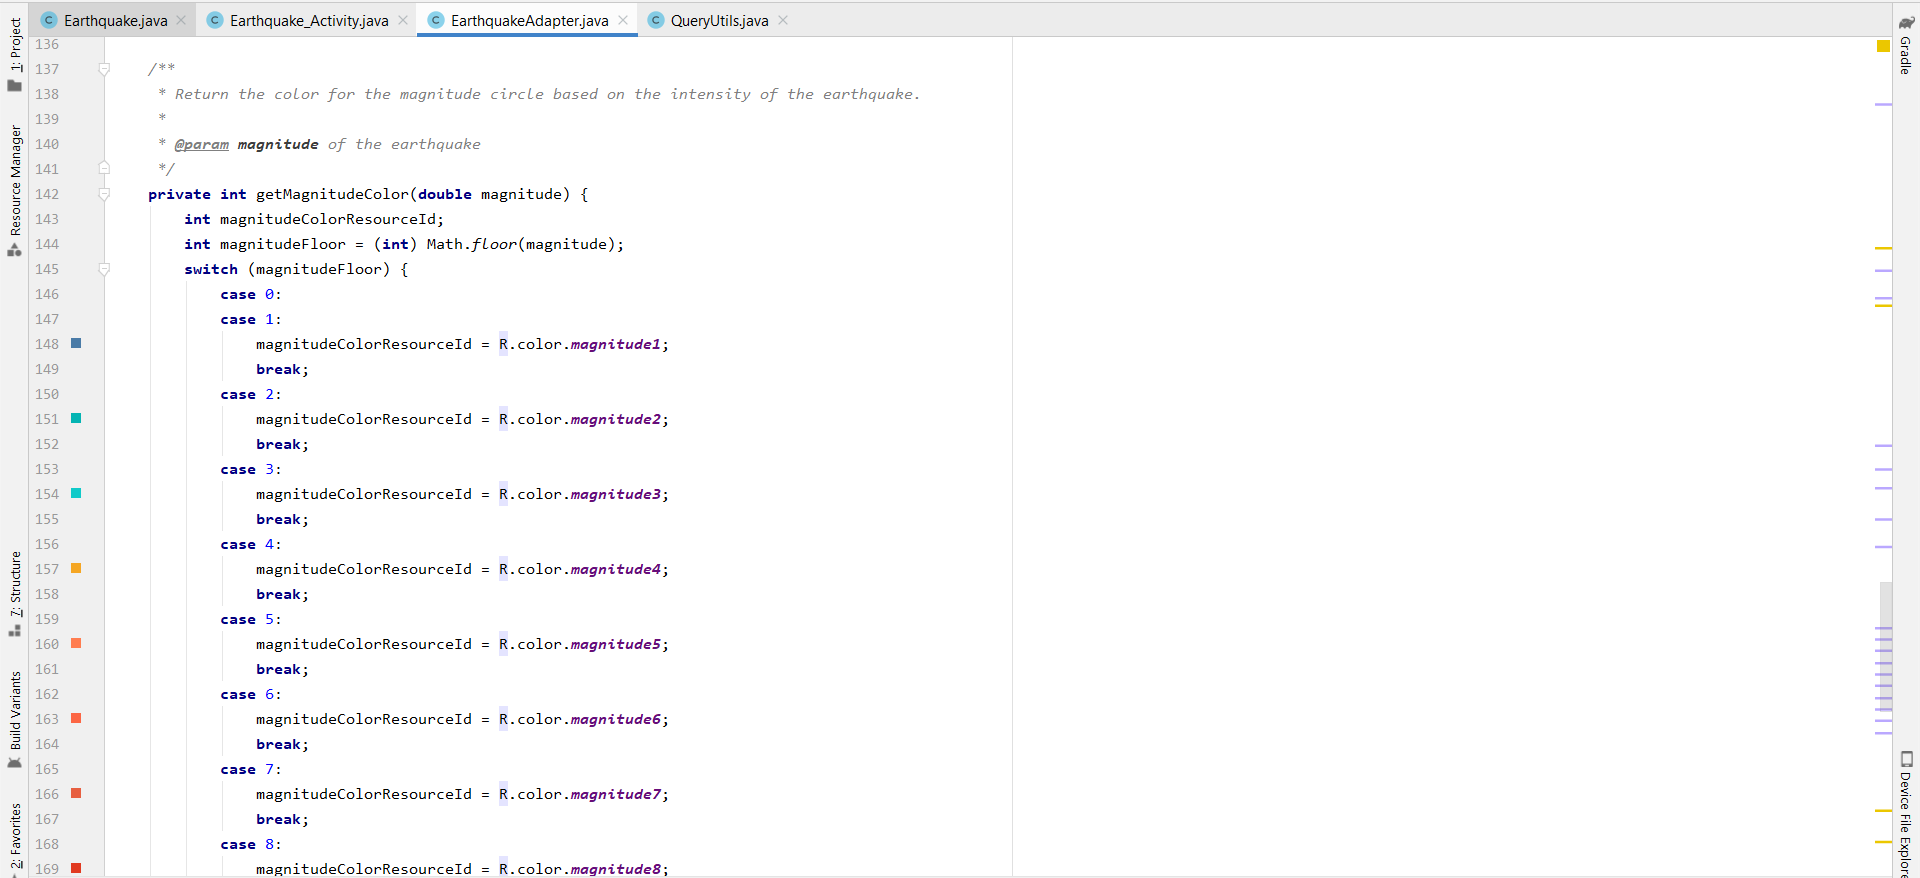 Earthquake.java
Earthquake_Activity.java
EarthquakeAdapter.java
QueryUtils.java
1: Project
Resource Manager
7: Structure
Build Variants
2: Favorites
136
137 /**
138 * Return the color for the magnitude circle based on the intensity of the earthquake.
139 *
140 * @param magnitude of the earthquake
141 */
142 private int getMagnitudeColor(double magnitude) {
143 int magnitudeColorResourceId;
144 int magnitudeFloor = (int) Math.floor(magnitude);
145 switch (magnitudeFloor) {
146 case 0:
147 case 1:
148 magnitudeColorResourceId = R.color.magnitude1;
149 break;
150 case 2:
151 magnitudeColorResourceId = R.color.magnitude2;
152 break;
153 case 3:
154 magnitudeColorResourceId = R.color.magnitude3;
155 break;
156 case 4:
157 magnitudeColorResourceId = R.color.magnitude4;
158 break;
159 case 5:
160 magnitudeColorResourceId = R.color.magnitude5;
161 break;
162 case 6:
163 magnitudeColorResourceId = R.color.magnitude6;
164 break;
165 case 7:
166 magnitudeColorResourceId = R.color.magnitude7;
167 break;
168 case 8:
169 magnitudeColorResourceId = R.color.magnitude8;
Gradle
Device File Explore